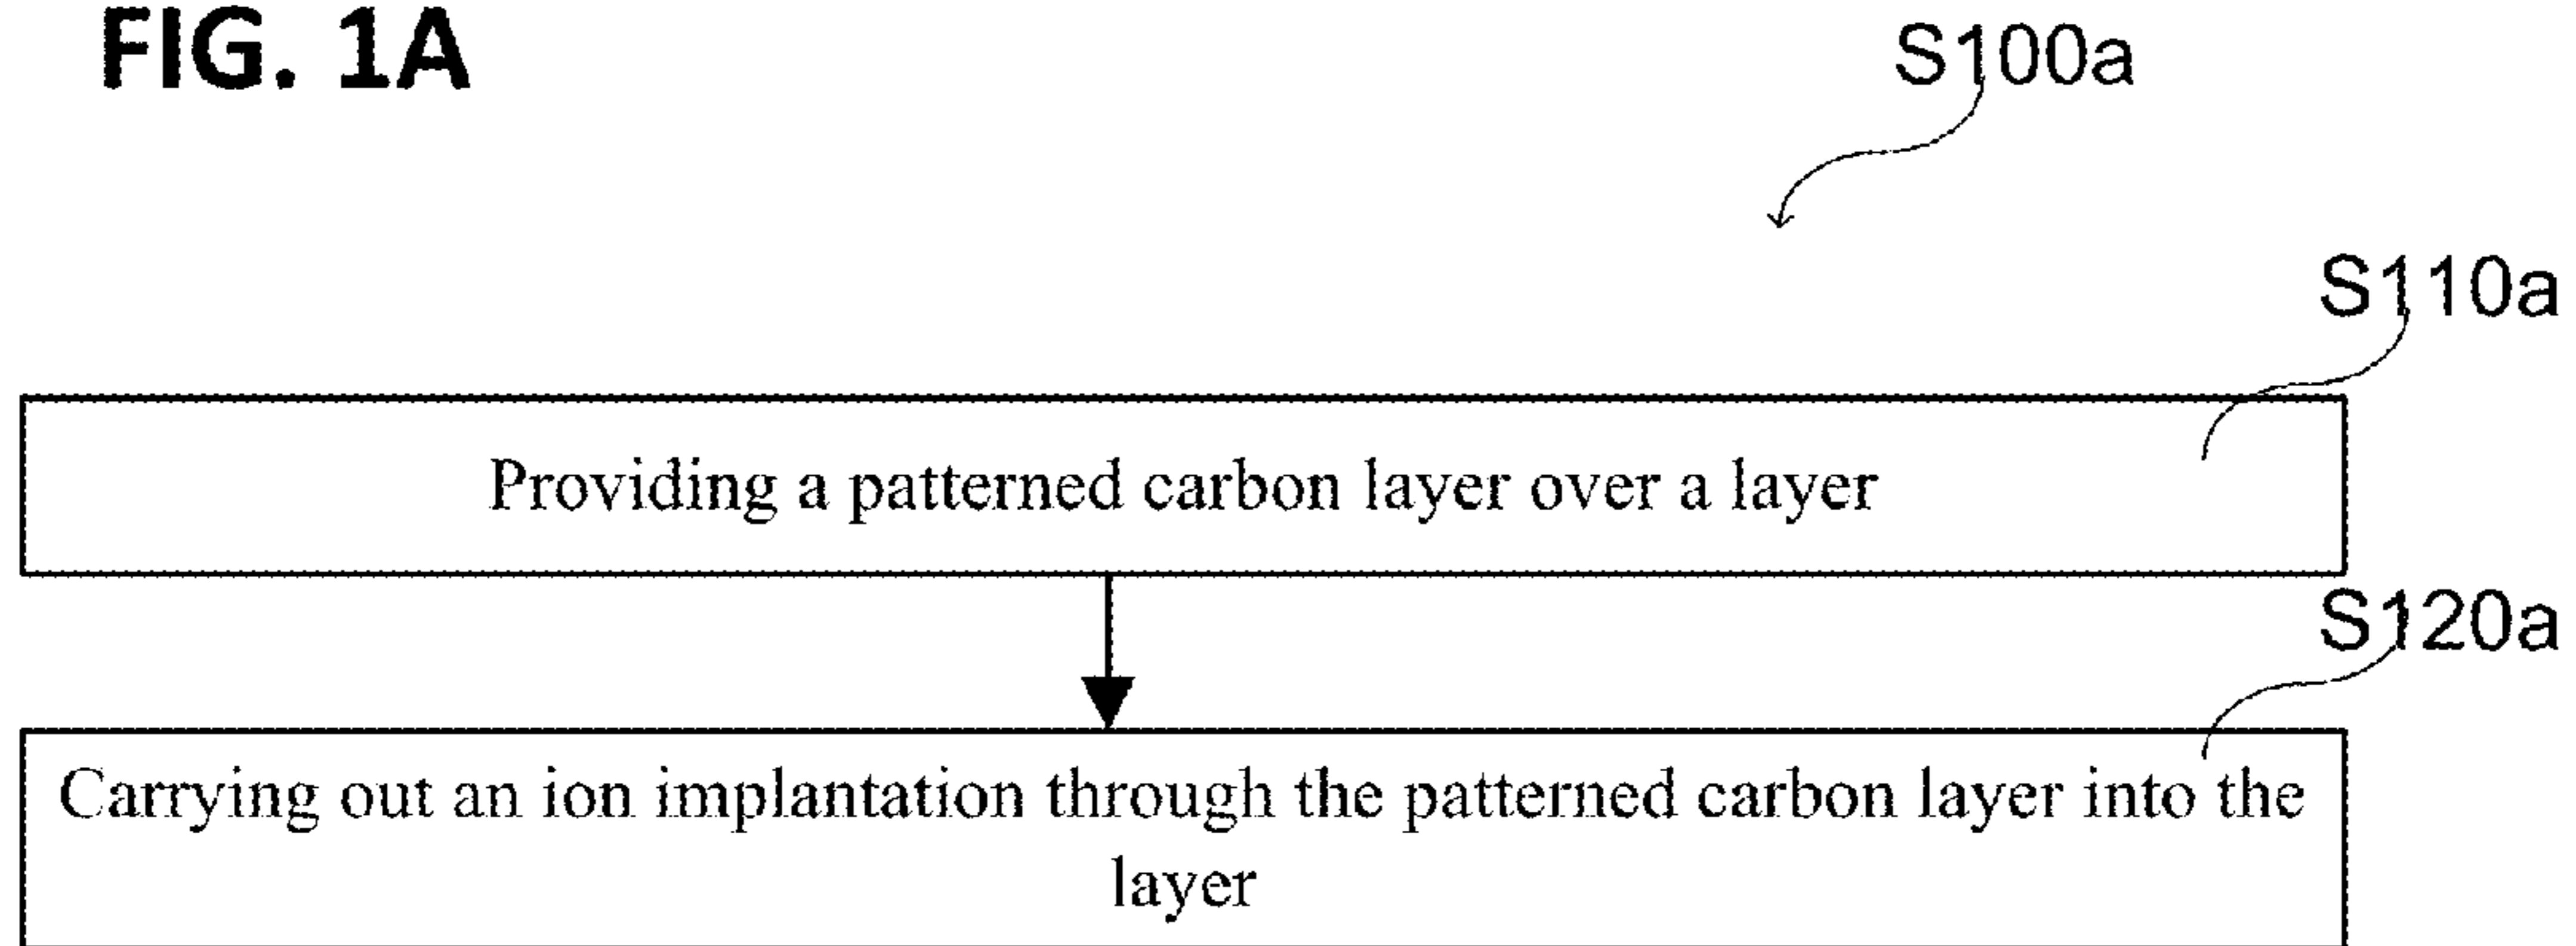 FIG. 1A
S100a
S110a
Providing a patterned carbon layer over a layer
S120a
Carrying out an ion implantation through the patterned carbon layer into the
layer